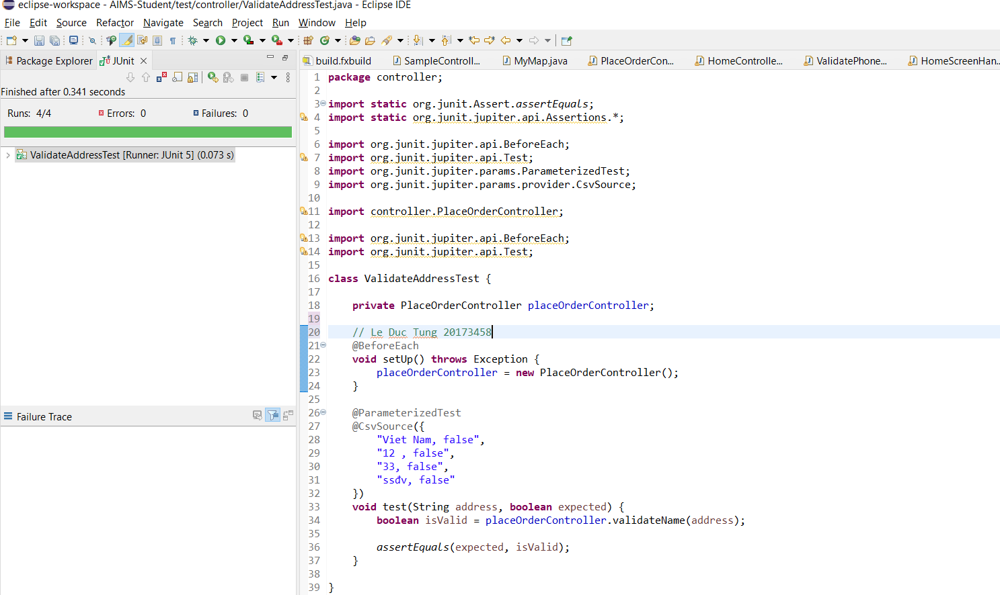 eclipse-workspace - AIMS-Student/test/controller/ValidateAddressTest.java - Eclipse IDE
File Edit Source Refactor Navigate Search Project Run Window Help
Package Explorer JUnit
Finished after 0.341 seconds
Runs: 4/4 Errors: 0 Failures: 0
ValidateAddressTest [Runner: JUnit 5] (0.073 s)
Failure Trace
build.fxbuild SampleControll... MyMap.java PlaceOrderCon... HomeControlle... ValidatePhone... HomeScreenHan...
1 package controller;
2
3 import static org.junit.Assert.assertEquals;
4 import static org.junit.jupiter.api.Assertions.*;
5
6 import org.junit.jupiter.api.BeforeEach;
7 import org.junit.jupiter.api.Test;
8 import org.junit.jupiter.params.ParameterizedTest;
9 import org.junit.jupiter.params.provider.CsvSource;
10
11 import controller.PlaceOrderController;
12
13 import org.junit.jupiter.api.BeforeEach;
14 import org.junit.jupiter.api.Test;
15
16 class ValidateAddressTest {
17
18 private PlaceOrderController placeOrderController;
19
20 // Le Duc Tung 20173458
21 @BeforeEach
22 void setUp() throws Exception {
23 placeOrderController = new PlaceOrderController();
24 }
25
26 @ParameterizedTest
27 @CsvSource({
28 "Viet Nam, false",
29 "12 , false",
30 "33, false",
31 "ssđv, false"
32 })
33 void test(String address, boolean expected) {
34 boolean isValid = placeOrderController.validateName(address);
35
36 assertEquals(expected, isValid);
37 }
38
39 }